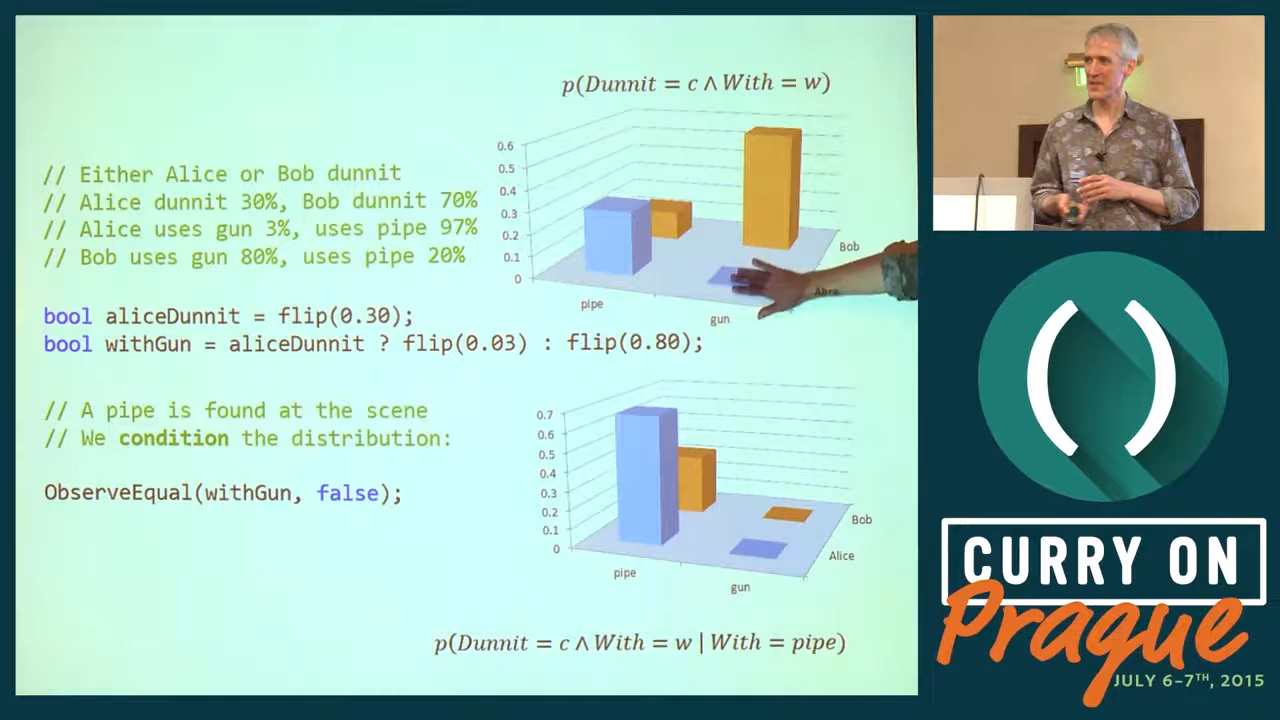 p(Dunnit = c ∧ With = w)
// Either Alice or Bob dunnit
// Alice dunnit 30%, Bob dunnit 70%
// Alice uses gun 3%, uses pipe 97%
// Bob uses gun 80%, uses pipe 20%
0.6
0.5
0.4
0.3
0.2
0.1
0
Bob
Alice
pipe
gun
bool aliceDunnit = flip(0.30);
bool withGun = aliceDunnit ? flip(0.03) : flip(0.80);
// A pipe is found at the scene
// We condition the distribution:
ObserveEqual(withGun, false);
0.7
0.6
0.5
0.4
0.3
0.2
0.1
0
Bob
Alice
pipe
gun
p(Dunnit = c ∧ With = w | With = pipe)
()
CURRY ON
Prague
JULY 6-7TH, 2015